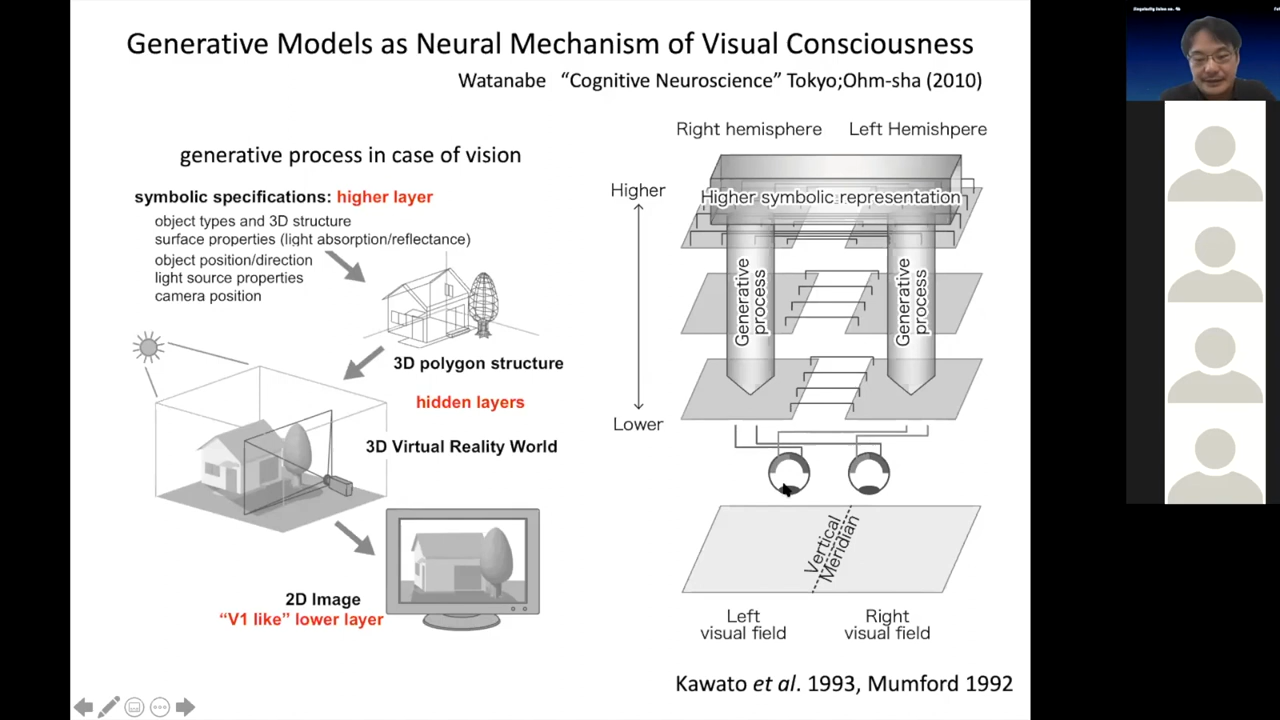 Generative Models as Neural Mechanism of Visual Consciousness
Watanabe “Cognitive Neuroscience” Tokyo;Ohm-sha (2010)
generative process in case of vision
symbolic specifications: higher layer
object types and 3D structure
surface properties (light absorption/reflectance)
object position/direction
light source properties
camera position
3D polygon structure
hidden layers
3D Virtual Reality World
2D Image
“V1 like” lower layer
Right hemisphere
Left Hemishpere
Higher
Higher symbolic representation
Generative
process
Generative
process
Lower
Vertical
Meridian
Left
visual field
Right
visual field
Kawato et al. 1993, Mumford 1992